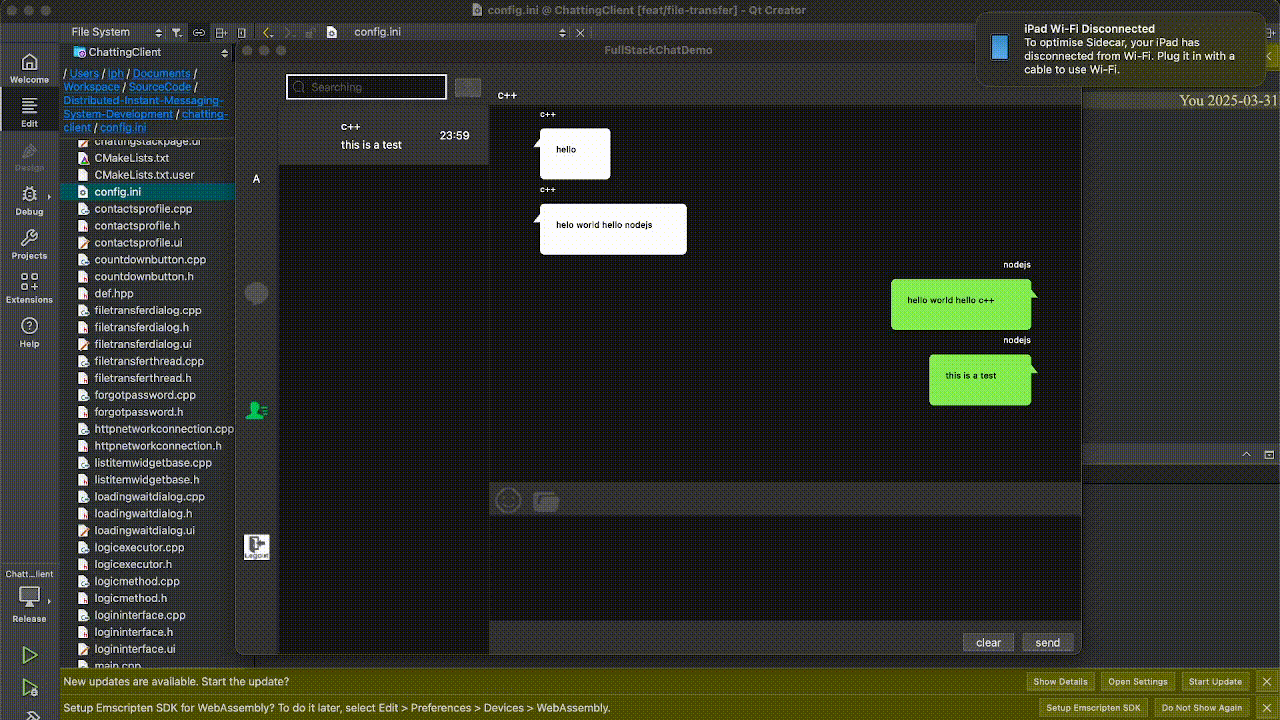 config.ini @ ChattingClient [feat/file-transfer] - Qt Creator
File System
config.ini
iPad Wi-Fi Disconnected
To optimise Sidecar, your iPad has
disconnected from Wi-Fi. Plug it in with a
cable to use Wi-Fi.
Welcome
Edit
Design
Debug
Projects
Extensions
Help
Chatt...lient
Release
ChattingClient
/ Users / lph / Documents /
Workspace / SourceCode /
Distributed-Instant-Messaging-
System-Development / chatting-
client / config.ini
chattingstackpage.ui
CMakeLists.txt
CMakeLists.txt.user
config.ini
contactsprofile.cpp
contactsprofile.h
contactsprofile.ui
countdownbutton.cpp
countdownbutton.h
def.hpp
filetransferdialog.cpp
filetransferdialog.h
filetransferdialog.ui
filetransferthread.cpp
filetransferthread.h
forgotpassword.cpp
forgotpassword.h
httpnetworkconnection.cpp
httpnetworkconnection.h
listitemwidgetbase.cpp
listitemwidgetbase.h
loadingwaitdialog.cpp
loadingwaitdialog.h
loadingwaitdialog.ui
logicexecutor.cpp
logicexecutor.h
logicmethod.cpp
logicmethod.h
logininterface.cpp
logininterface.h
logininterface.ui
main.cpp
FullStackChatDemo
Searching
A
Logout
c++
23:59
this is a test
c++
c++
hello
c++
helo world hello nodejs
nodejs
hello world hello c++
nodejs
this is a test
clear
send
You 2025-03-31
New updates are available. Start the update?
Show Details
Open Settings
Start Update
Setup Emscripten SDK for WebAssembly? To do it later, select Edit > Preferences > Devices > WebAssembly.
Setup Emscripten SDK
Do Not Show Again